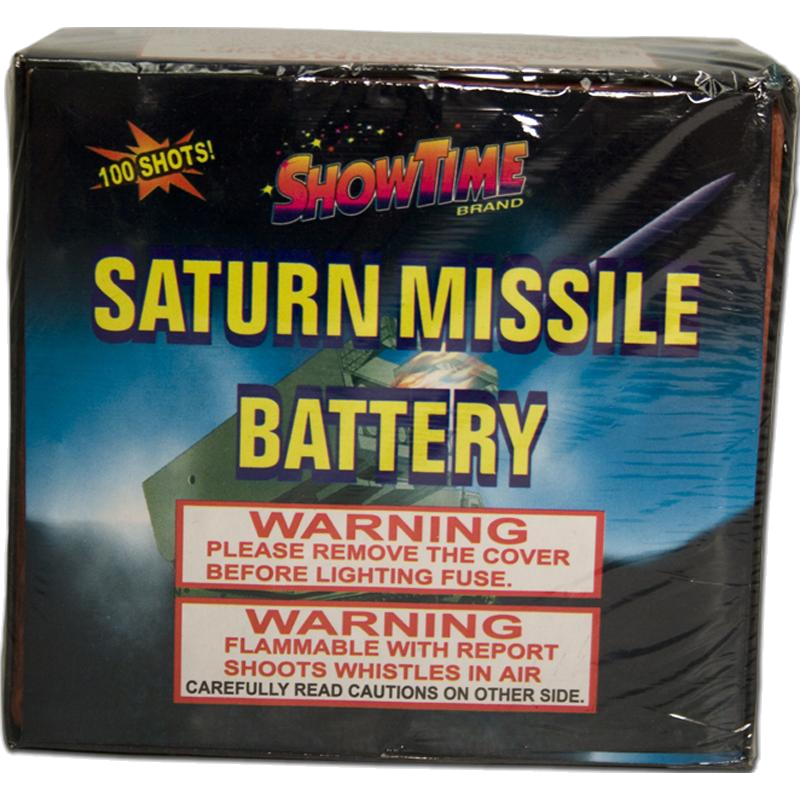 100 SHOTS!
SHOWTIME
BRAND
SATURN MISSILE
BATTERY
WARNING
PLEASE REMOVE THE COVER
BEFORE LIGHTING FUSE.
WARNING
FLAMMABLE WITH REPORT
SHOOTS WHISTLES IN AIR
CAREFULLY READ CAUTIONS ON OTHER SIDE.